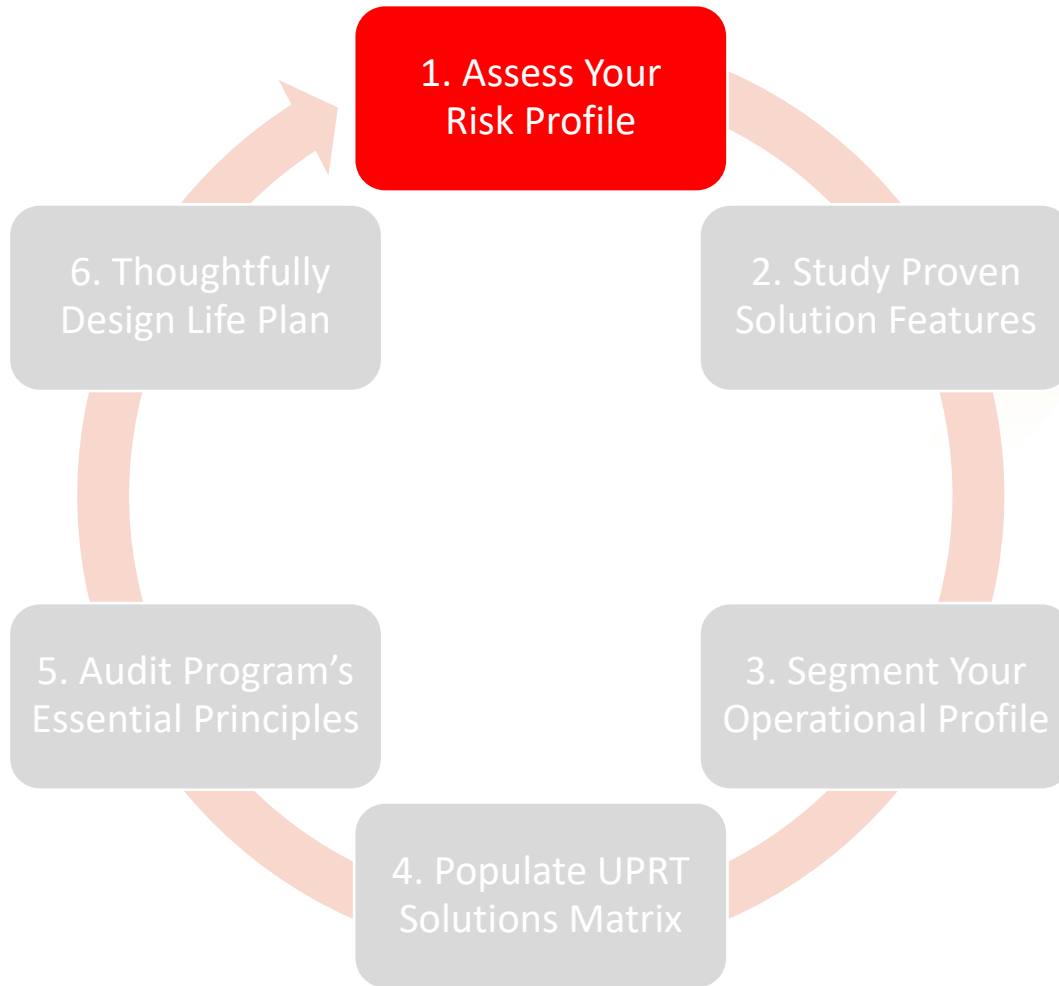 1. Assess Your
Risk Profile
2. Study Proven
Solution Features
3. Segment Your
Operational Profile
4. Populate UPRT
Solutions Matrix
5. Audit Program’s
Essential Principles
6. Thoughtfully
Design Life Plan